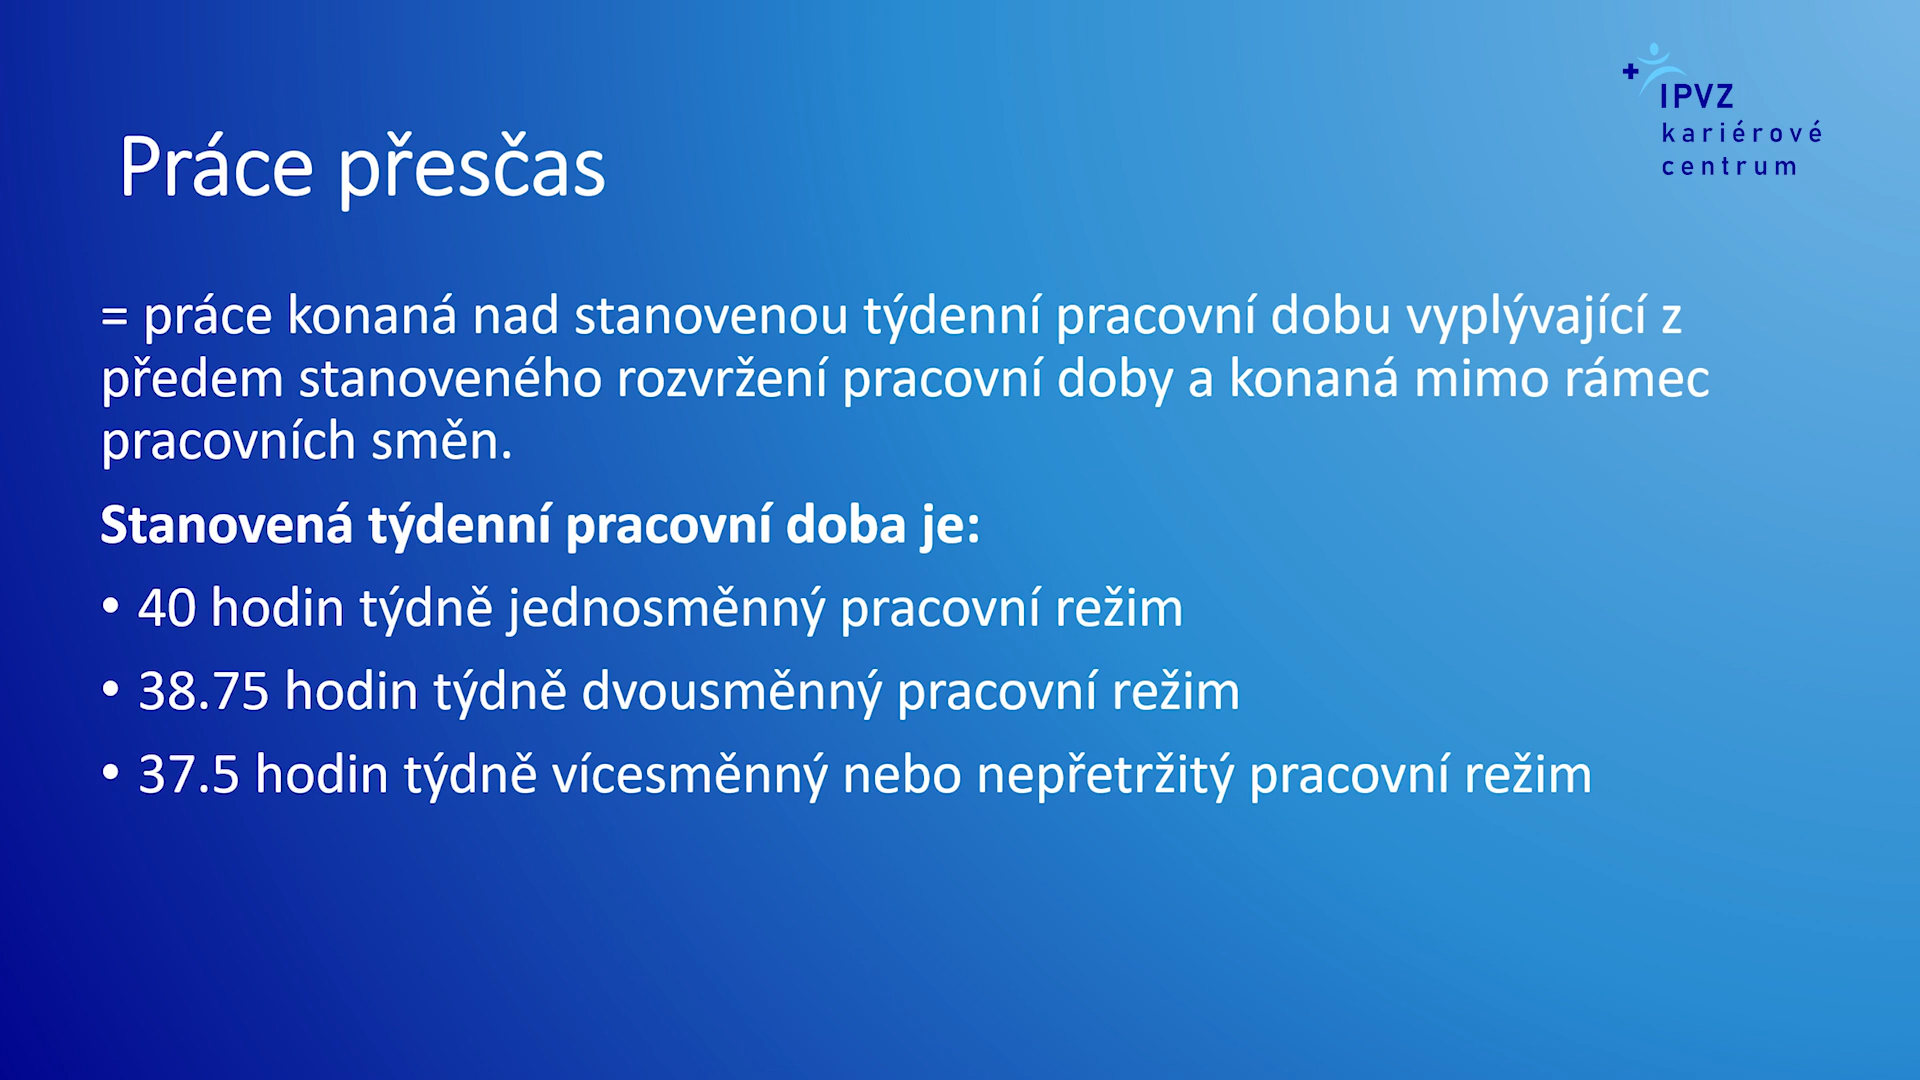 IPVZ
kariérové
centrum
Práce přesčas
= práce konaná nad stanovenou týdenní pracovní dobu vyplývající z
předem stanoveného rozvržení pracovní doby a konaná mimo rámec
pracovních směn.
Stanovená týdenní pracovní doba je:
• 40 hodin týdně jednosměnný pracovní režim
• 38.75 hodin týdně dvousměnný pracovní režim
• 37.5 hodin týdně vícesměnný nebo nepřetržitý pracovní režim